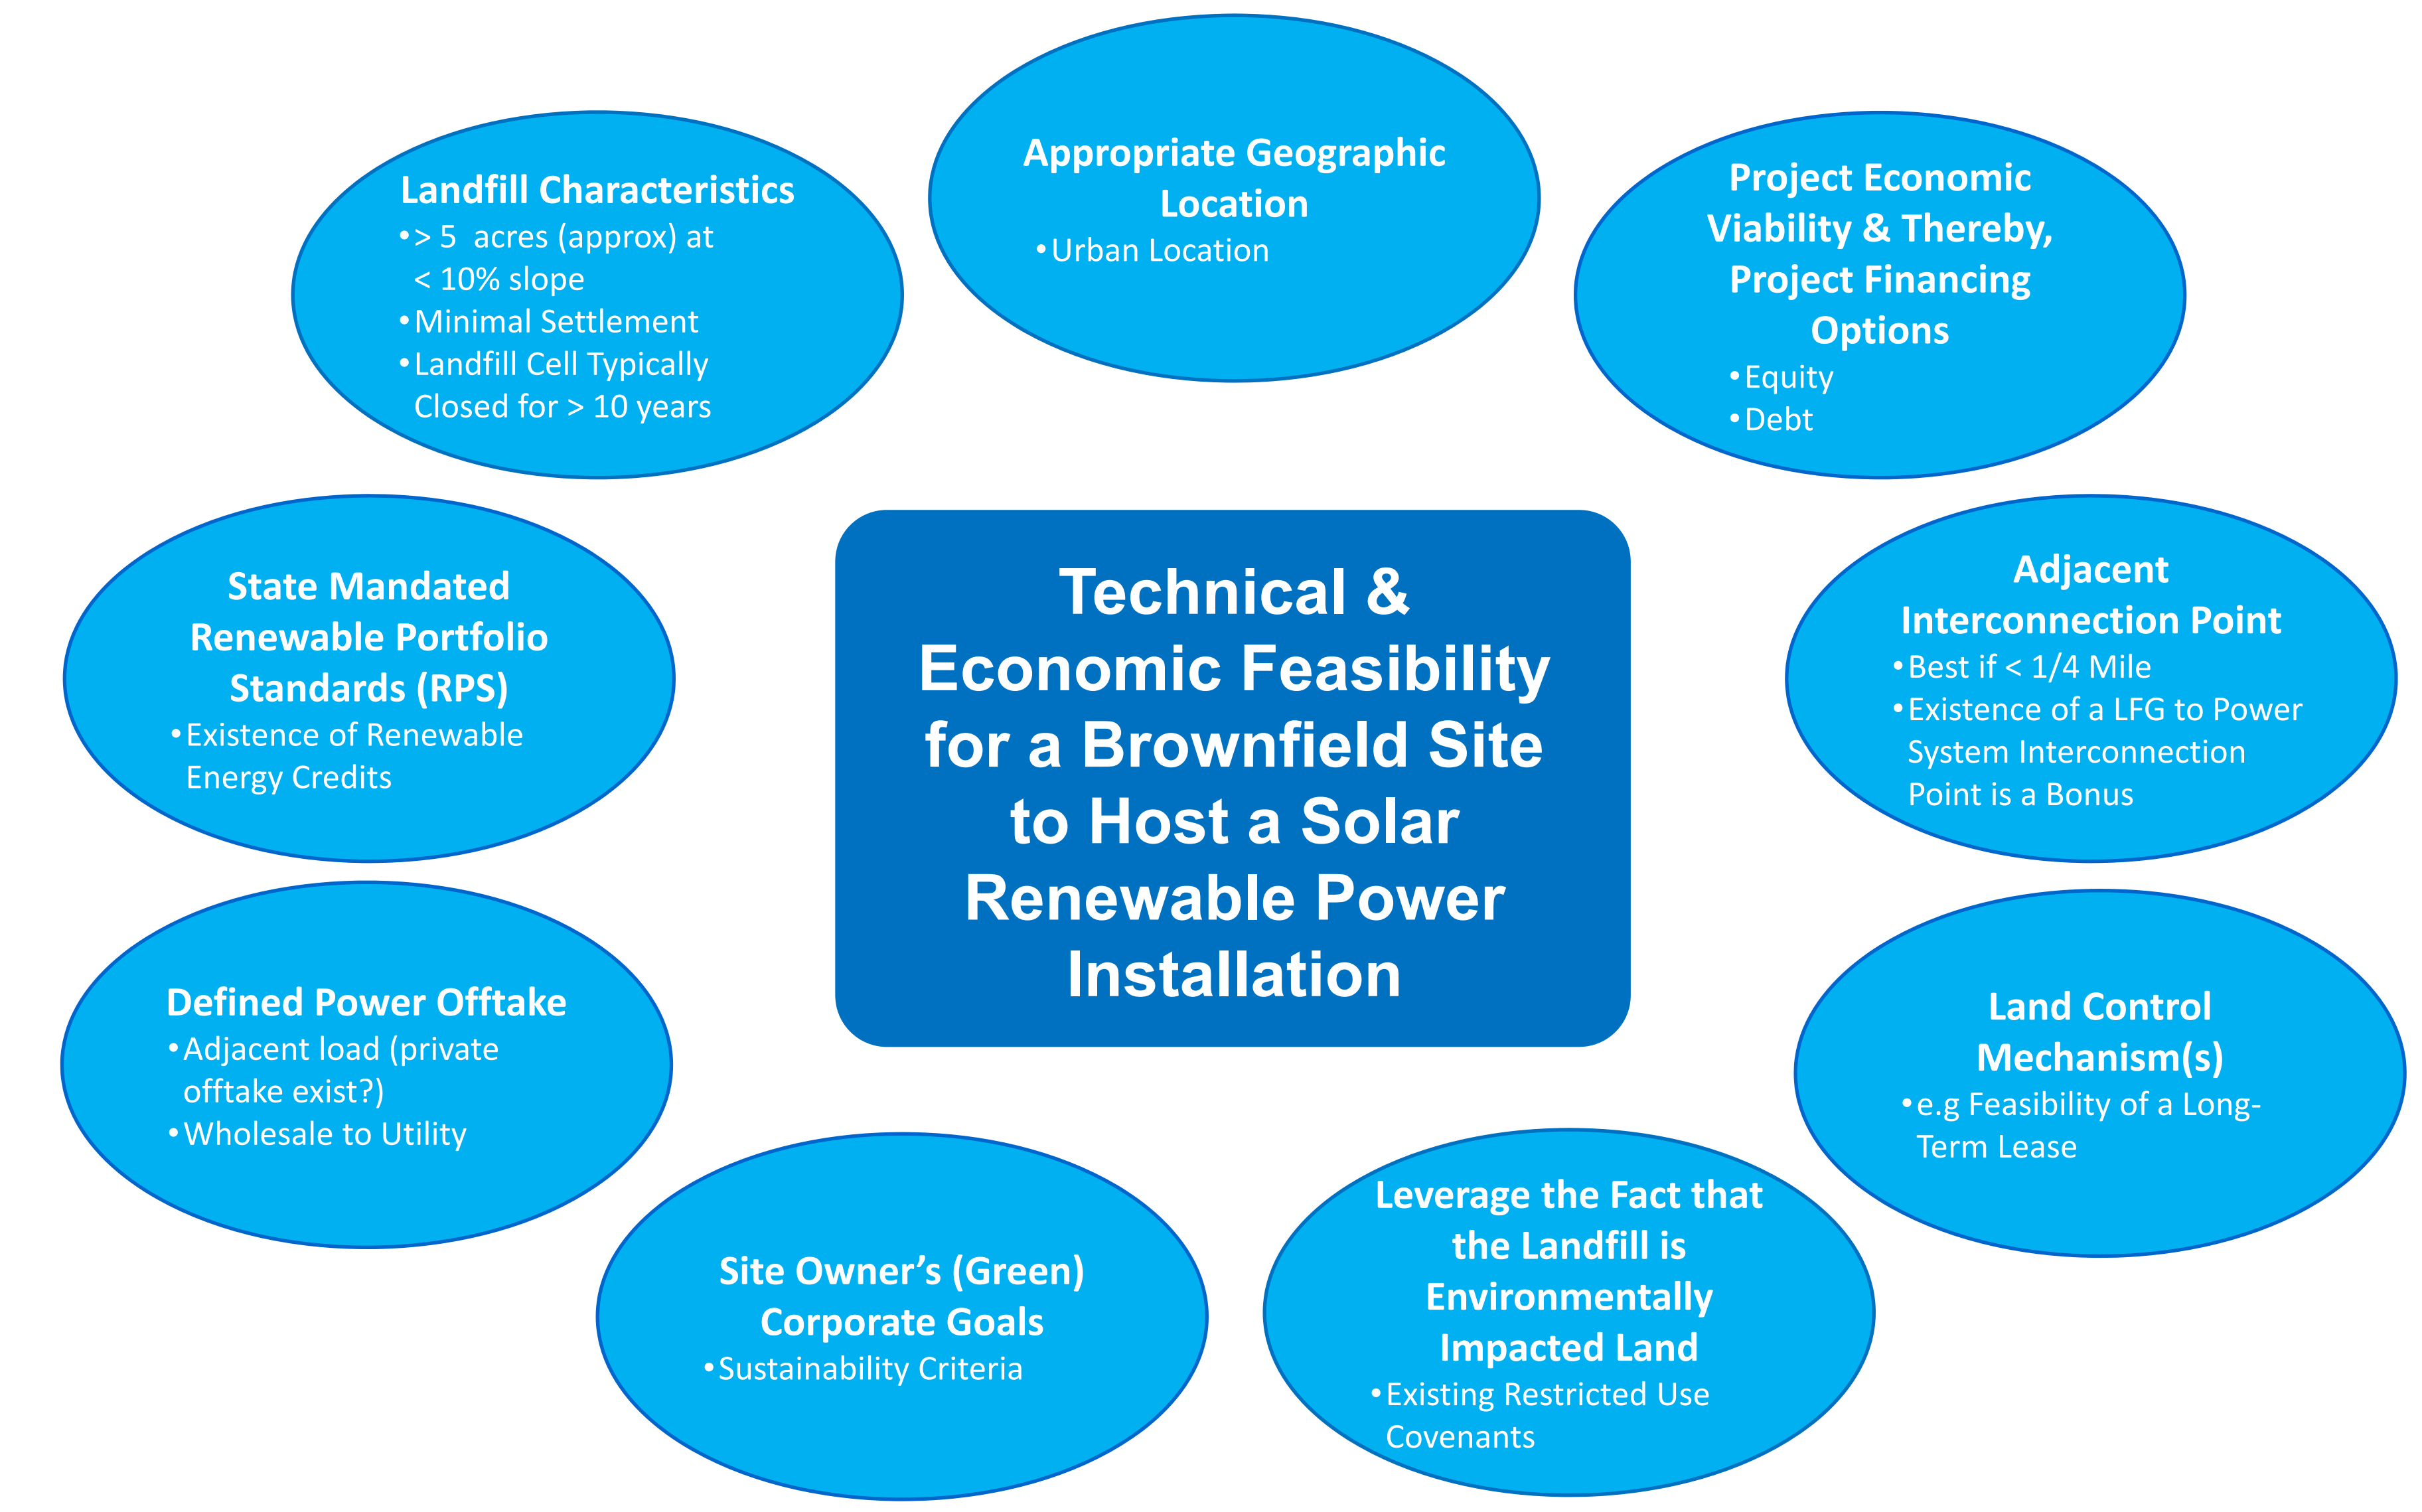 Appropriate Geographic
Location
•Urban Location
Landfill Characteristics
•> 5  acres (approx) at
< 10% slope
•Minimal Settlement
•Landfill Cell Typically
Closed for > 10 years
Project Economic
Viability & Thereby,
Project Financing
Options
•Equity
•Debt
State Mandated
Renewable Portfolio
Standards (RPS)
•Existence of Renewable
Energy Credits
Technical &
Economic Feasibility
for a Brownfield Site
to Host a Solar
Renewable Power
Installation
Adjacent
Interconnection Point
•Best if < 1/4 Mile
•Existence of a LFG to Power
System Interconnection
Point is a Bonus
Defined Power Offtake
•Adjacent load (private
offtake exist?)
•Wholesale to Utility
Land Control
Mechanism(s)
•e.g Feasibility of a Long-
Term Lease
Site Owner’s (Green)
Corporate Goals
•Sustainability Criteria
Leverage the Fact that
the Landfill is
Environmentally
Impacted Land
•Existing Restricted Use
Covenants